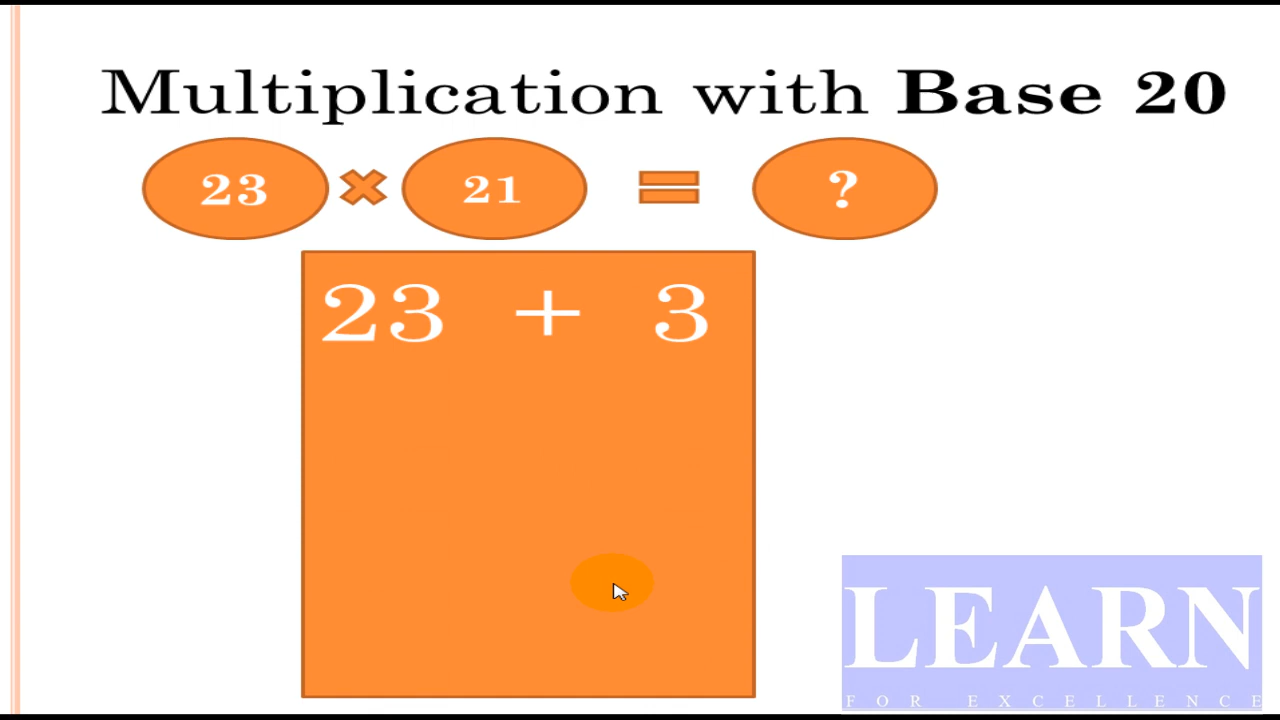 Multiplication with Base 20
23 × 21 = ?
23 + 3
LEARN
FOR EXCELLENCE